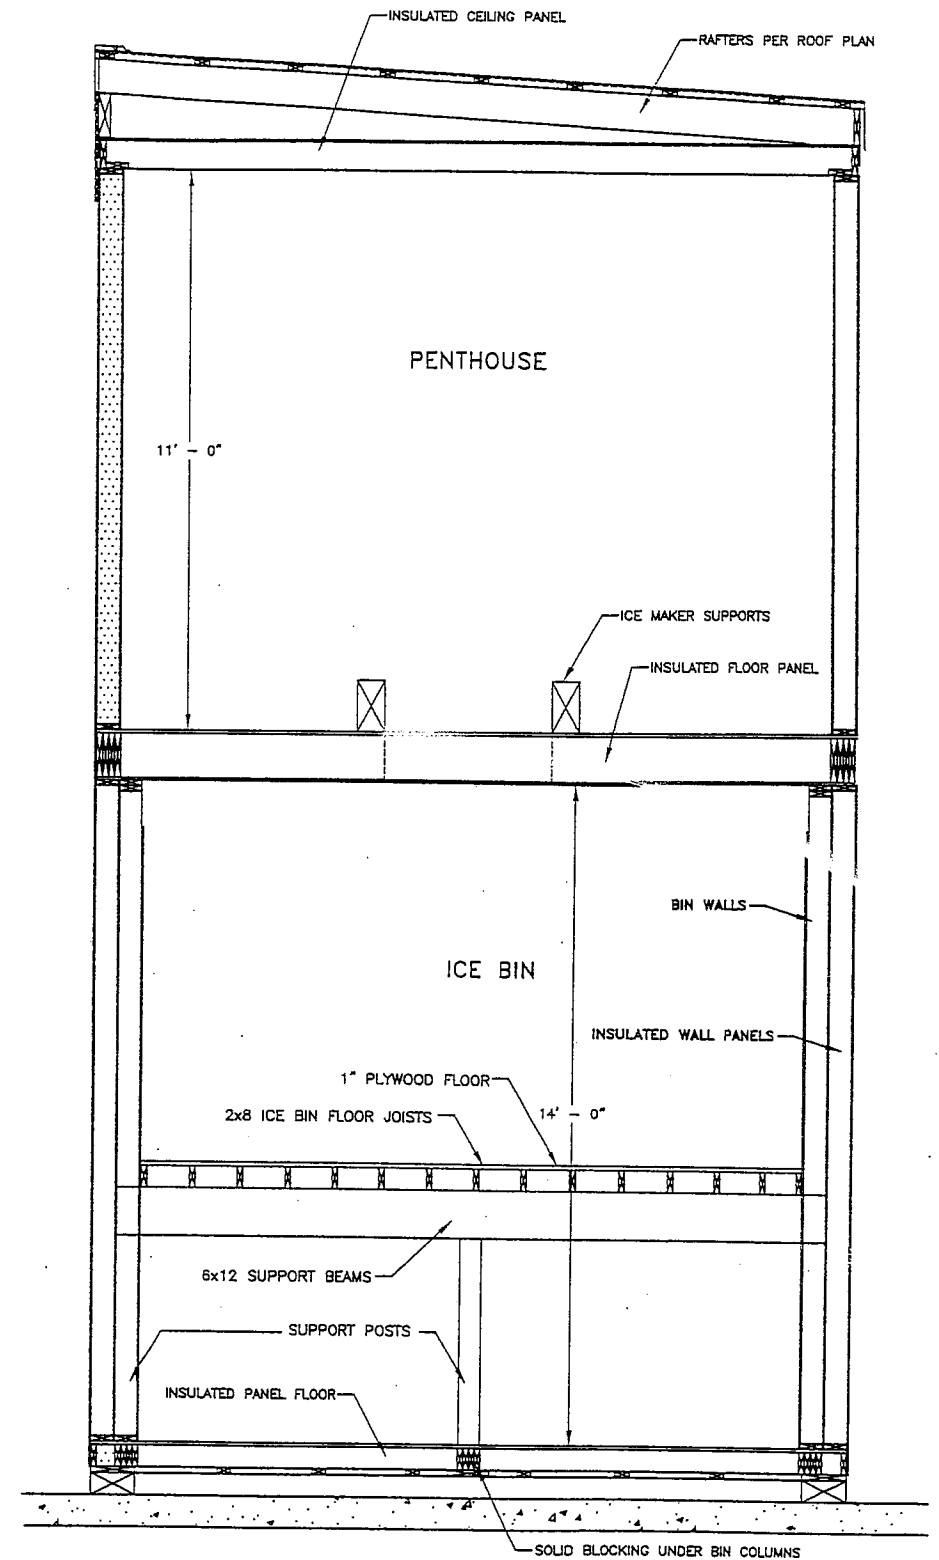 INSULATED CEILING PANEL
RAFTERS PER ROOF PLAN
PENTHOUSE
11' - 0"
ICE MAKER SUPPORTS
INSULATED FLOOR PANEL
BIN WALLS
ICE BIN
INSULATED WALL PANELS
1" PLYWOOD FLOOR
2x8 ICE BIN FLOOR JOISTS
14' - 0"
6x12 SUPPORT BEAMS
SUPPORT POSTS
INSULATED PANEL FLOOR
SOLID BLOCKING UNDER BIN COLUMNS